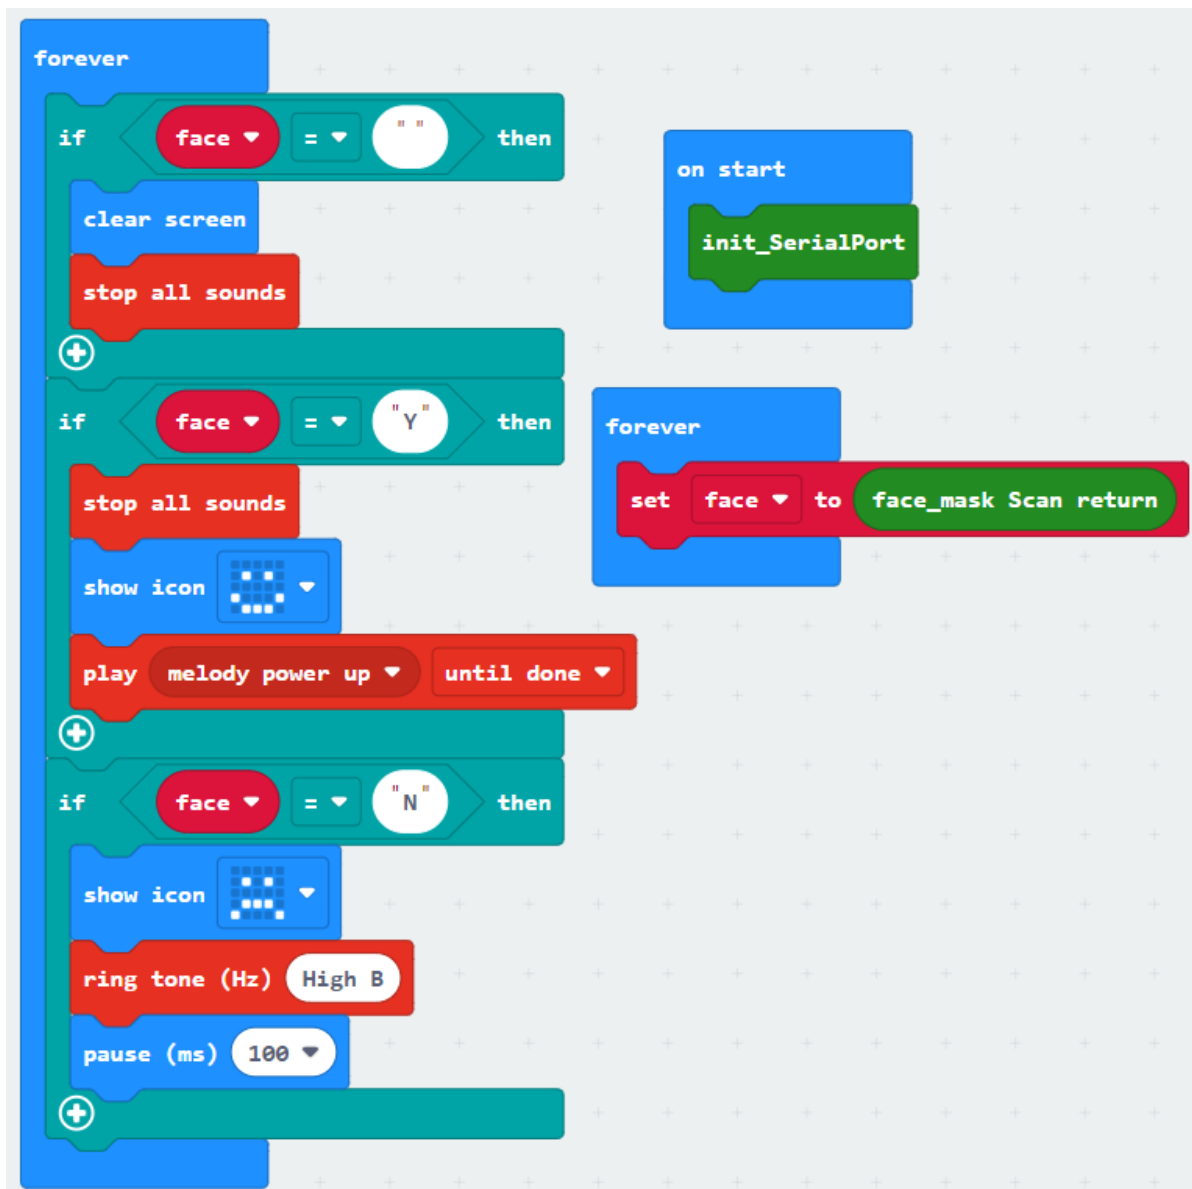 forever
if face = "" then
clear screen
stop all sounds
if face = "Y" then
stop all sounds
show icon
play melody power up until done
if face = "N" then
show icon
ring tone (Hz) High B
pause (ms) 100
on start
init_SerialPort
forever
set face to face_mask Scan return